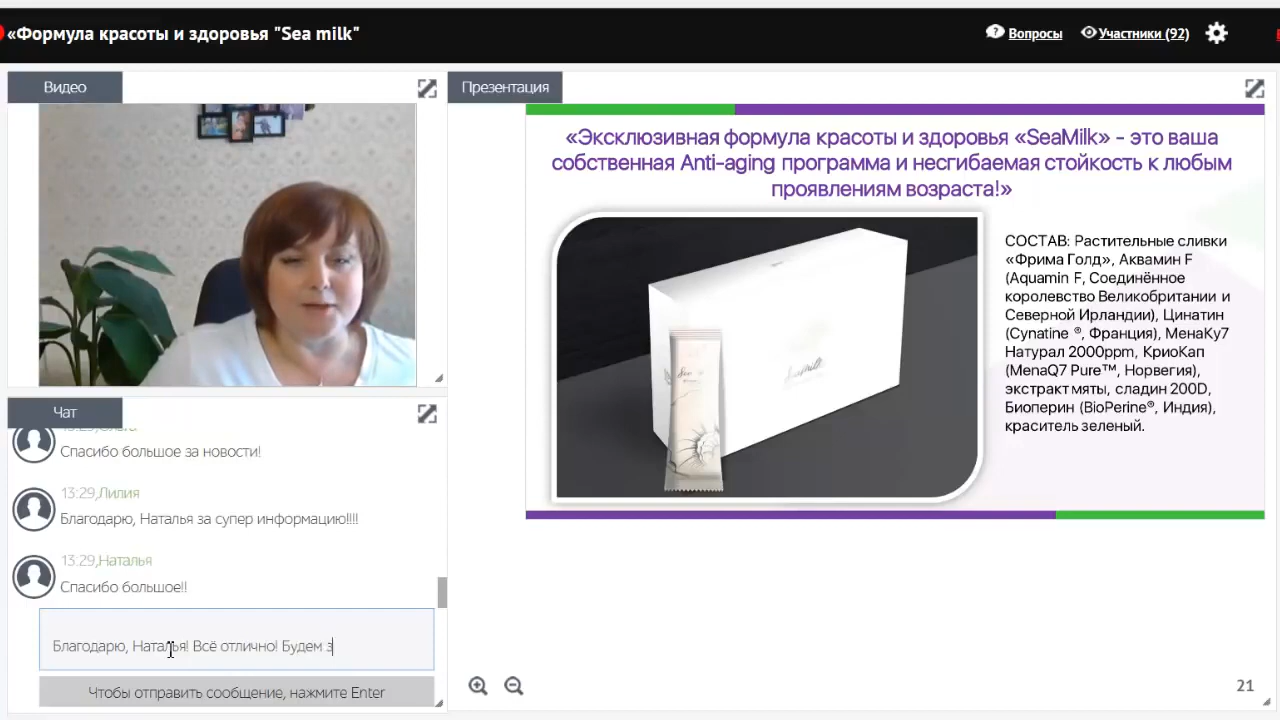 «Формула красоты и здоровья "Sea milk"
Вопросы
Участники (92)
Видео
Презентация
«Эксклюзивная формула красоты и здоровья «SeaMilk» - это ваша
собственная Anti-aging программа и несгибаемая стойкость к любым
проявлениям возраста!»
СОСТАВ: Растительные сливки
«Фрима Голд», Аквамин F
(Aquamin F, Соединённое
королевство Великобритании и
Северной Ирландии), Цинатин
(Cynatine ®, Франция), МенаКу7
Натурал 2000ppm, КриоКап
(MenaQ7 Pure™, Норвегия),
экстракт мяты, сладин 200D,
Биоперин (BioPerine®, Индия),
краситель зеленый.
Seamilk
Чат
Спасибо большое за новости!
13:29,Лилия
Благодарю, Наталья за супер информацию!!!!
13:29,Наталья
Спасибо большое!!
Благодарю, Наталья! Всё отлично! Будем з
Чтобы отправить сообщение, нажмите Enter
21